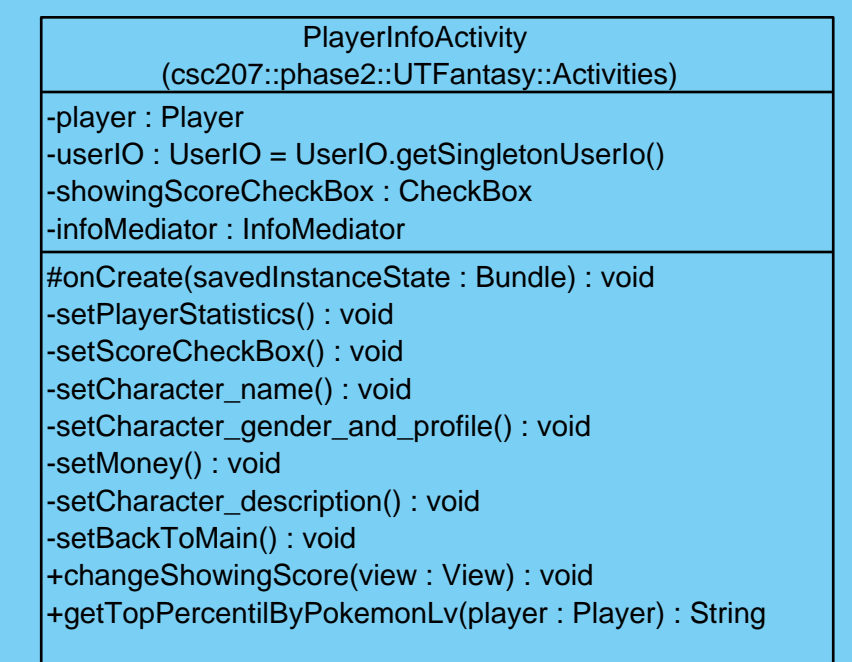 PlayerInfoActivity
(csc207::phase2::UTFantasy::Activities)
-player : Player
-userIO : UserIO = UserIO.getSingletonUserIo()
-showingScoreCheckBox : CheckBox
-infoMediator : InfoMediator
#onCreate(savedInstanceState : Bundle) : void
-setPlayerStatistics() : void
-setScoreCheckBox() : void
-setCharacter_name() : void
-setCharacter_gender_and_profile() : void
-setMoney() : void
-setCharacter_description() : void
-setBackToMain() : void
+changeShowingScore(view : View) : void
+getTopPercentilByPokemonLv(player : Player) : String